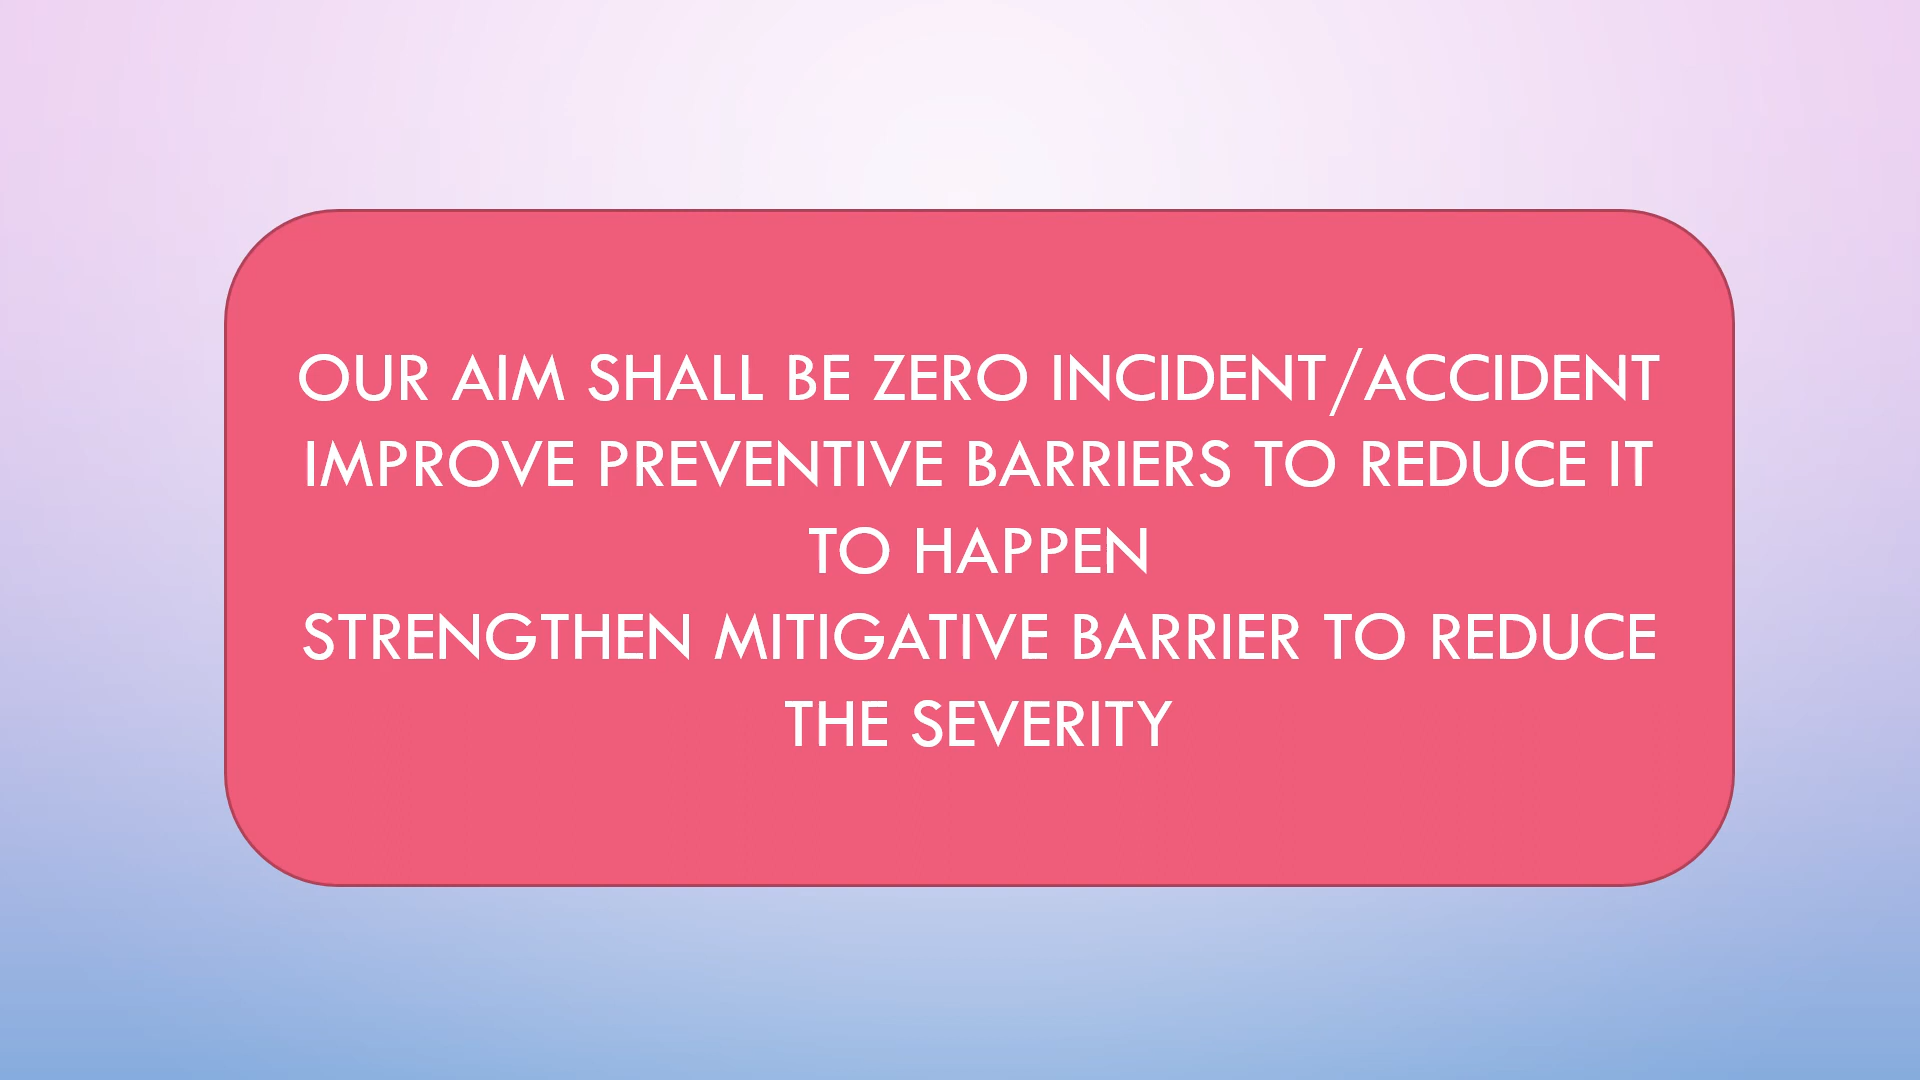 OUR AIM SHALL BE ZERO INCIDENT/ACCIDENT
IMPROVE PREVENTIVE BARRIERS TO REDUCE IT
TO HAPPEN
STRENGTHEN MITIGATIVE BARRIER TO REDUCE
THE SEVERITY